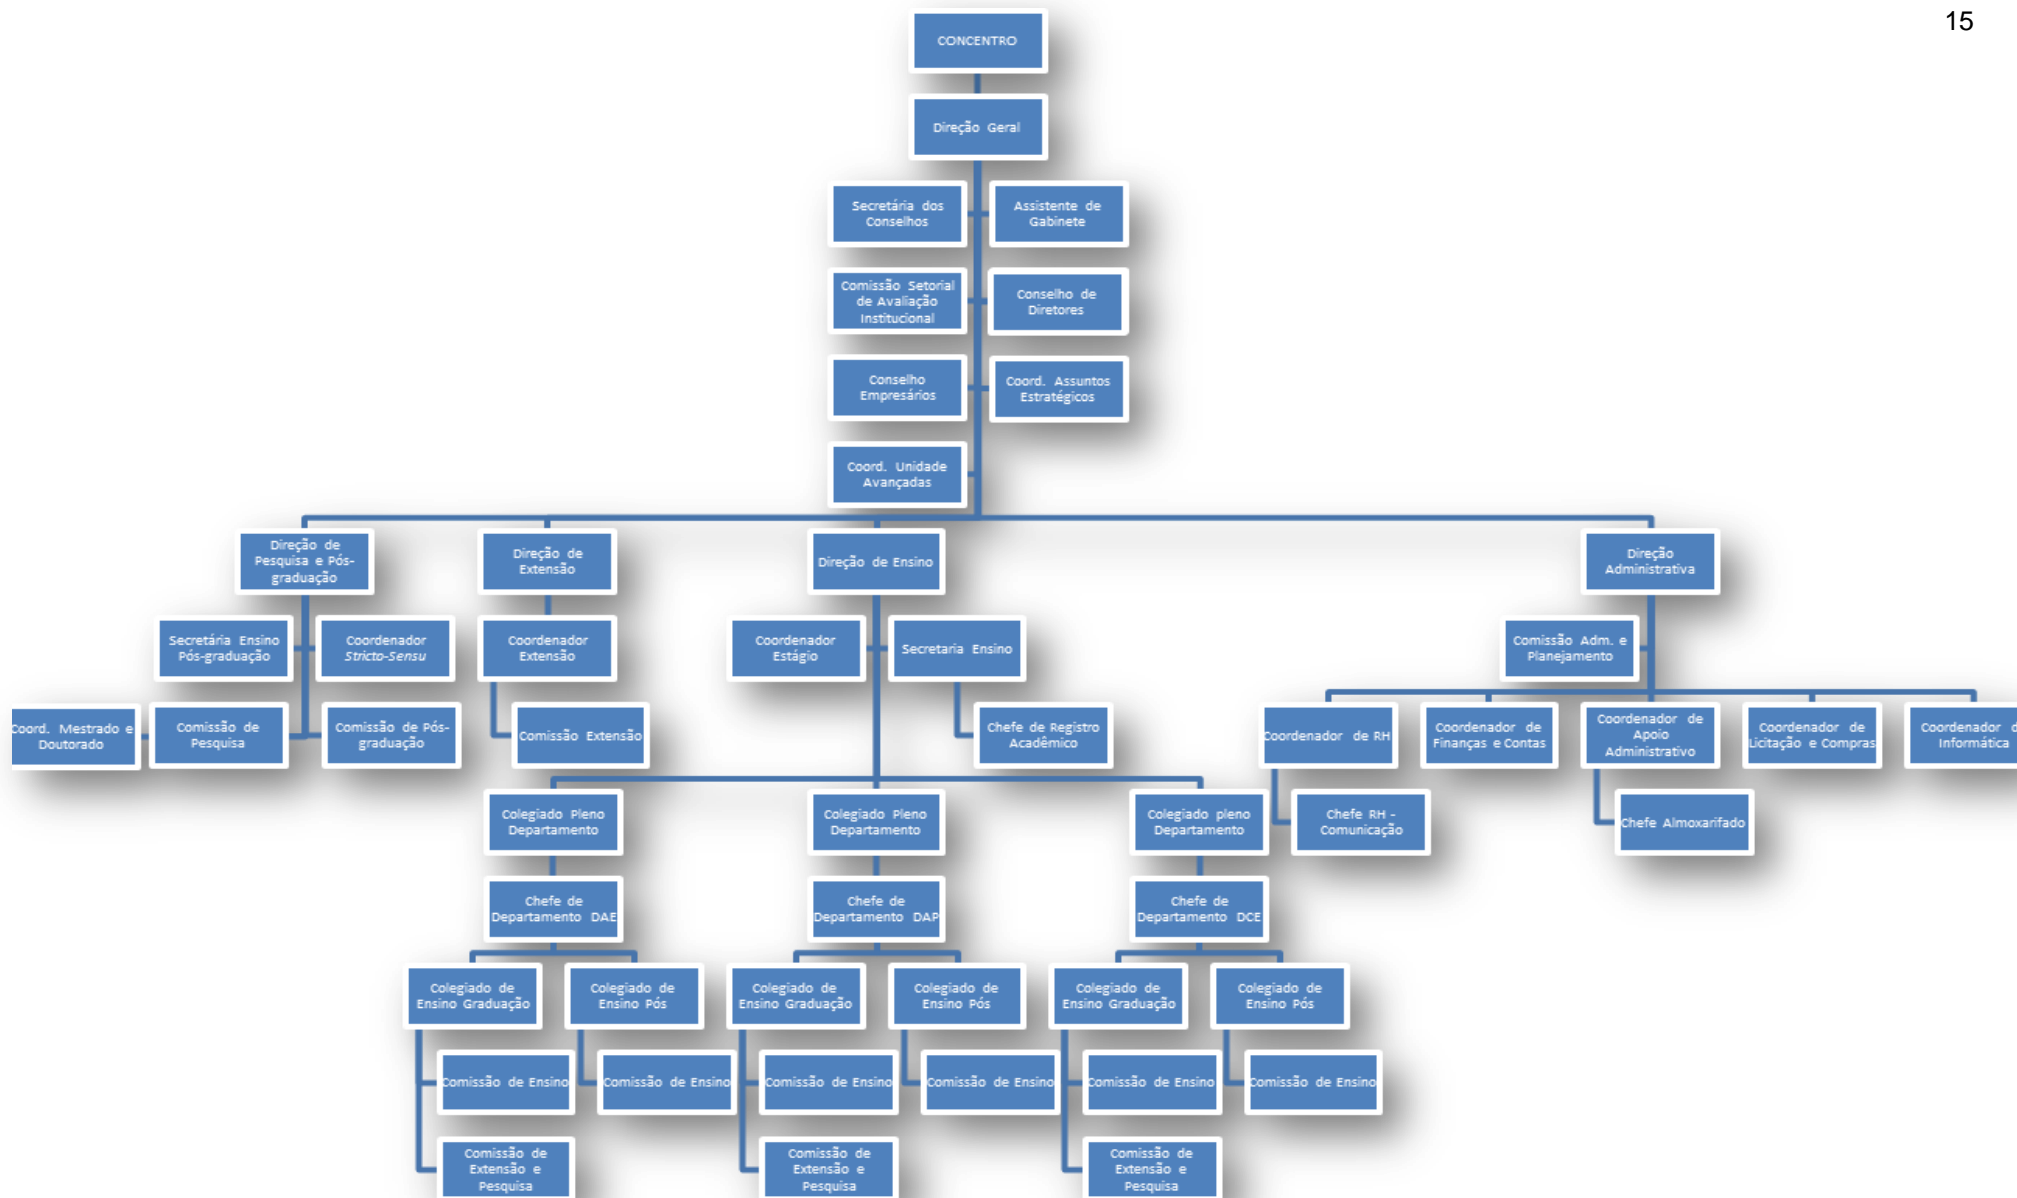 15
CONCENTRO
Direção Geral
Secretária dos
Conselhos
Assistente de
Gabinete
Comissão Setorial
de Avaliação
Institucional
Conselho de
Diretores
Conselho
Empresários
Coord. Assuntos
Estratégicos
Coord. Unidade
Avançadas
Direção de
Pesquisa e Pós-
graduação
Direção de
Extensão
Direção de Ensino
Direção
Administrativa
Secretária Ensino
Pós-graduação
Coordenador
Stricto-Sensu
Coordenador
Extensão
Coordenador
Estágio
Secretaria Ensino
Comissão Adm. e
Planejamento
Coord. Mestrado e
Doutorado
Comissão de
Pesquisa
Comissão de Pós-
graduação
Comissão Extensão
Chefe de Registro
Acadêmico
Coordenador de RH
Coordenador de
Finanças e Contas
Coordenador de
Apoio
Administrativo
Coordenador de
Licitação e Compras
Coordenador
Informática
Colegiado Pleno
Departamento
Colegiado Pleno
Departamento
Colegiado pleno
Departamento
Chefe RH -
Comunicação
Chefe Almoxarifado
Chefe de
Departamento DAE
Chefe de
Departamento DAP
Chefe de
Departamento DCE
Colegiado de
Ensino Graduação
Colegiado de
Ensino Pós
Colegiado de
Ensino Graduação
Colegiado de
Ensino Pós
Colegiado de
Ensino Graduação
Colegiado de
Ensino Pós
Comissão de Ensino
Comissão de Ensino
Comissão de Ensino
Comissão de Ensino
Comissão de Ensino
Comissão de Ensino
Comissão de
Extensão e
Pesquisa
Comissão de
Extensão e
Pesquisa
Comissão de
Extensão e
Pesquisa